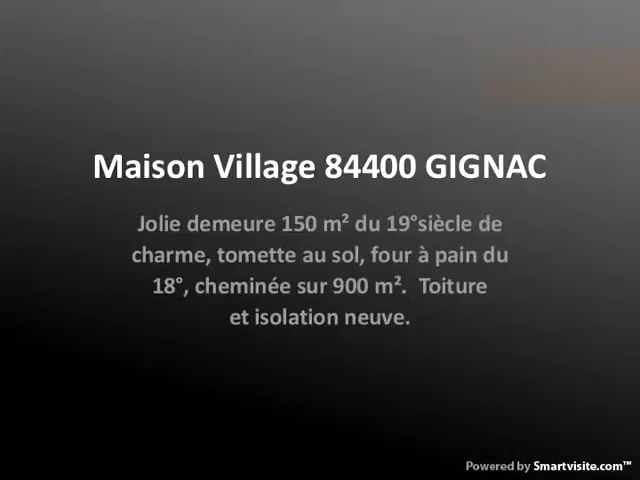 Maison Village 84400 GIGNAC
Jolie demeure 150 m² du 19°siècle de
charme, tomette au sol, four à pain du
18°, cheminée sur 900 m².  Toiture
et isolation neuve.
Powered by Smartvisite.com™